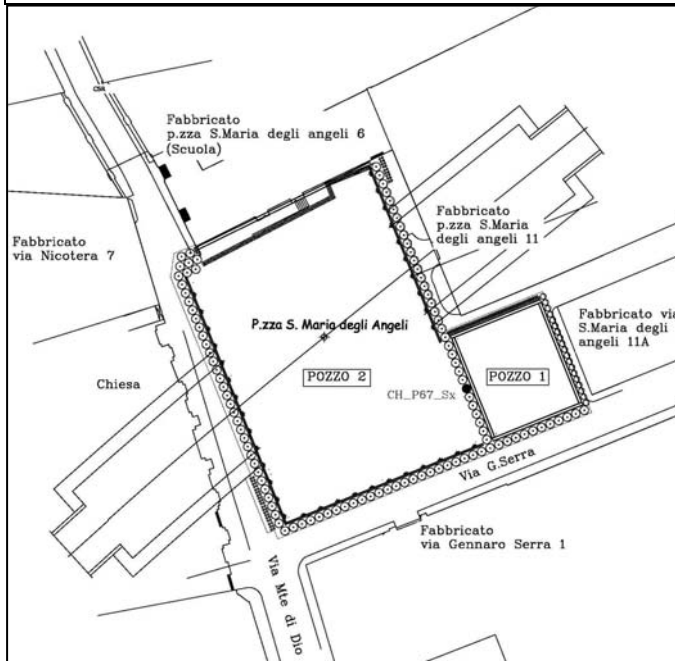 CSA
Fabbricato
p.zza S.Maria degli angeli 6
(Scuola)
Fabbricato
via Nicotera 7
Fabbricato
p.zza S.Maria
degli angeli 11
P.zza S. Maria degli Angeli
Fabbricato via
S.Maria degli
angeli 11A
Chiesa
POZZO 2
POZZO 1
CH_P67_Sx
Via G.Serra
Fabbricato
via Gennaro Serra 1
Via Mte di Dio